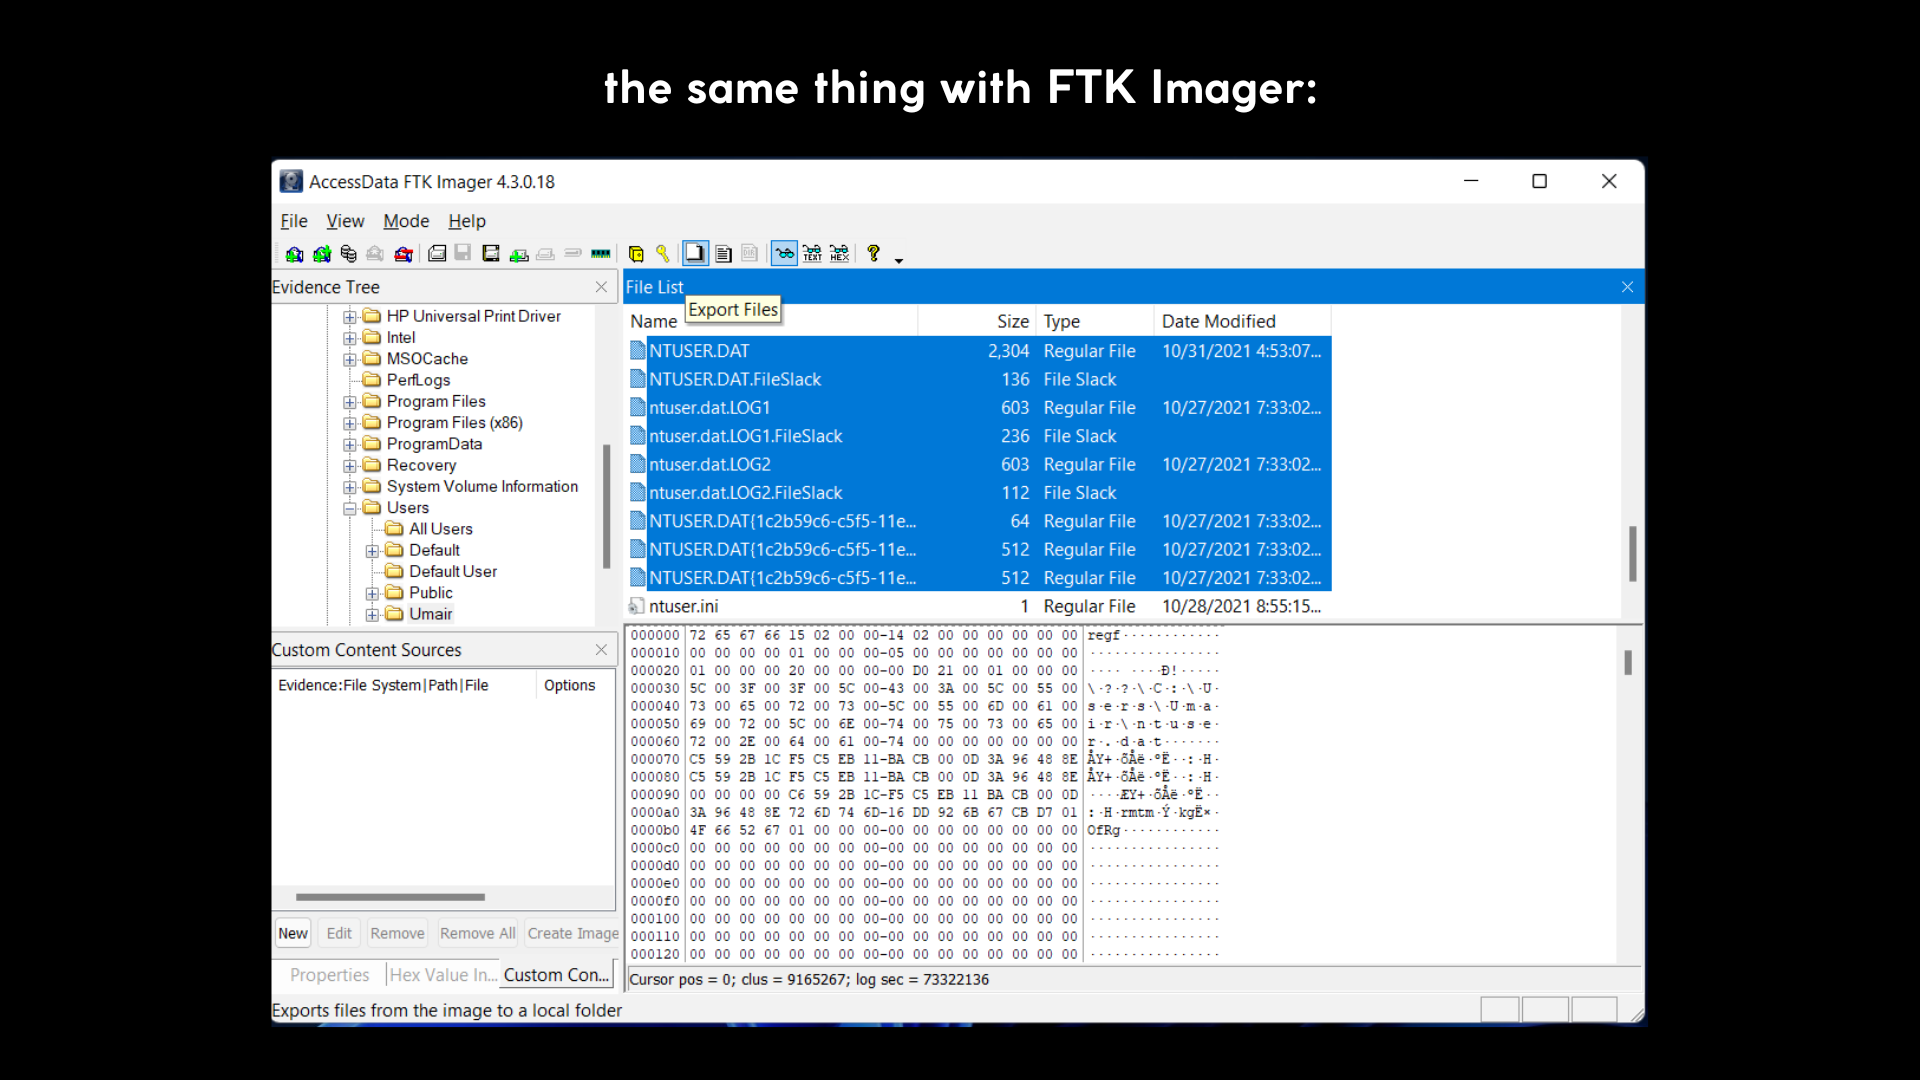 the same thing with FTK Imager:
AccessData FTK Imager 4.3.0.18
File View Mode Help
TEXT HEX
Evidence Tree
HP Universal Print Driver
Intel
MSOCache
PerfLogs
Program Files
Program Files (x86)
ProgramData
Recovery
System Volume Information
Users
All Users
Default
Default User
Public
Umair
Custom Content Sources
Evidence:File System|Path|File Options
New Edit Remove Remove All Create Image
Properties Hex Value In... Custom Con...
File List
Export Files
Name Size Type Date Modified
NTUSER.DAT 2,304 Regular File 10/31/2021 4:53:07...
NTUSER.DAT.FileSlack 136 File Slack
ntuser.dat.LOG1 603 Regular File 10/27/2021 7:33:02...
ntuser.dat.LOG1.FileSlack 236 File Slack
ntuser.dat.LOG2 603 Regular File 10/27/2021 7:33:02...
ntuser.dat.LOG2.FileSlack 112 File Slack
NTUSER.DAT{1c2b59c6-c5f5-11e... 64 Regular File 10/27/2021 7:33:02...
NTUSER.DAT{1c2b59c6-c5f5-11e... 512 Regular File 10/27/2021 7:33:02...
NTUSER.DAT{1c2b59c6-c5f5-11e... 512 Regular File 10/27/2021 7:33:02...
ntuser.ini 1 Regular File 10/28/2021 8:55:15...
000000 72 65 67 66 15 02 00 00-14 02 00 00 00 00 00 00 regf············
000010 00 00 00 00 01 00 00 00-05 00 00 00 00 00 00 00 ················
000020 01 00 00 00 20 00 00 00-00 D0 21 00 01 00 00 00 ···· ····Ð!·····
000030 5C 00 3F 00 3F 00 5C 00-43 00 3A 00 5C 00 55 00 \·?·?·\·C·:·\·U·
000040 73 00 65 00 72 00 73 00-5C 00 55 00 6D 00 61 00 s·e·r·s·\·U·m·a·
000050 69 00 72 00 5C 00 6E 00-74 00 75 00 73 00 65 00 i·r·\·n·t·u·s·e·
000060 72 00 2E 00 64 00 61 00-74 00 00 00 00 00 00 00 r·.·d·a·t·······
000070 C5 59 2B 1C F5 C5 EB 11-BA CB 00 0D 3A 96 48 8E ÅY+·õÅë·ºË··:·H·
000080 C5 59 2B 1C F5 C5 EB 11-BA CB 00 0D 3A 96 48 8E ÅY+·õÅë·ºË··:·H·
000090 00 00 00 00 C6 59 2B 1C-F5 C5 EB 11 BA CB 00 0D ····ÆY+·õÅë·ºË··
0000a0 3A 96 48 8E 72 6D 74 6D-16 DD 92 6B 67 CB D7 01 :·H·rmtm·Ý·kgË×·
0000b0 4F 66 52 67 01 00 00 00-00 00 00 00 00 00 00 00 OfRg············
0000c0 00 00 00 00 00 00 00 00-00 00 00 00 00 00 00 00 ················
0000d0 00 00 00 00 00 00 00 00-00 00 00 00 00 00 00 00 ················
0000e0 00 00 00 00 00 00 00 00-00 00 00 00 00 00 00 00 ················
0000f0 00 00 00 00 00 00 00 00-00 00 00 00 00 00 00 00 ················
000100 00 00 00 00 00 00 00 00-00 00 00 00 00 00 00 00 ················
000110 00 00 00 00 00 00 00 00-00 00 00 00 00 00 00 00 ················
000120 00 00 00 00 00 00 00 00-00 00 00 00 00 00 00 00 ················
Cursor pos = 0; clus = 9165267; log sec = 73322136
Exports files from the image to a local folder